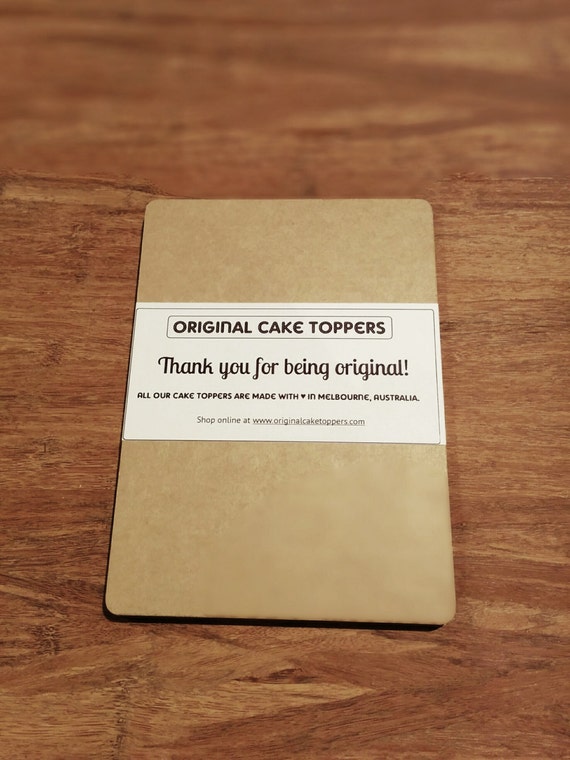 ORIGINAL CAKE TOPPERS
Thank you for being original!
ALL OUR CAKE TOPPERS ARE MADE WITH ♥ IN MELBOURNE, AUSTRALIA.
Shop online at www.originalcaketoppers.com